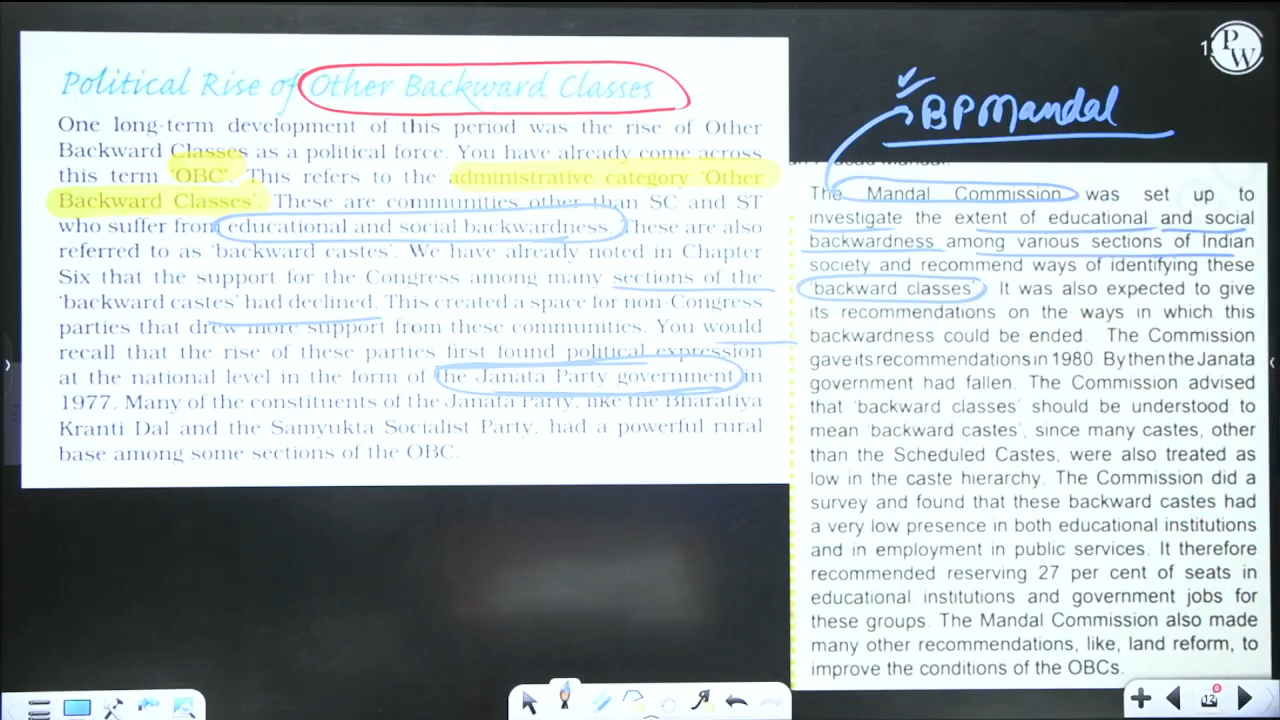 PW
1
Political Rise of Other Backward Classes
One long-term development of this period was the rise of Other
Backward Classes as a political force. You have already come across
this term 'OBC'. This refers to the administrative category 'Other
Backward Classes'. These are communities other than SC and ST
who suffer from educational and social backwardness. These are also
referred to as 'backward castes'. We have already noted in Chapter
Six that the support for the Congress among many sections of the
'backward castes' had declined. This created a space for non-Congress
parties that drew more support from these communities. You would
recall that the rise of these parties first found political expression
at the national level in the form of the Janata Party government in
1977. Many of the constituents of the Janata Party, like the Bharatiya
Kranti Dal and the Samyukta Socialist Party, had a powerful rural
base among some sections of the OBC.
BP Mandal
The Mandal Commission was set up to
investigate the extent of educational and social
backwardness among various sections of Indian
society and recommend ways of identifying these
'backward classes'. It was also expected to give
its recommendations on the ways in which this
backwardness could be ended. The Commission
gave its recommendations in 1980. By then the Janata
government had fallen. The Commission advised
that 'backward classes' should be understood to
mean 'backward castes', since many castes, other
than the Scheduled Castes, were also treated as
low in the caste hierarchy. The Commission did a
survey and found that these backward castes had
a very low presence in both educational institutions
and in employment in public services. It therefore
recommended reserving 27 per cent of seats in
educational institutions and government jobs for
these groups. The Mandal Commission also made
many other recommendations, like, land reform, to
improve the conditions of the OBCs.
12